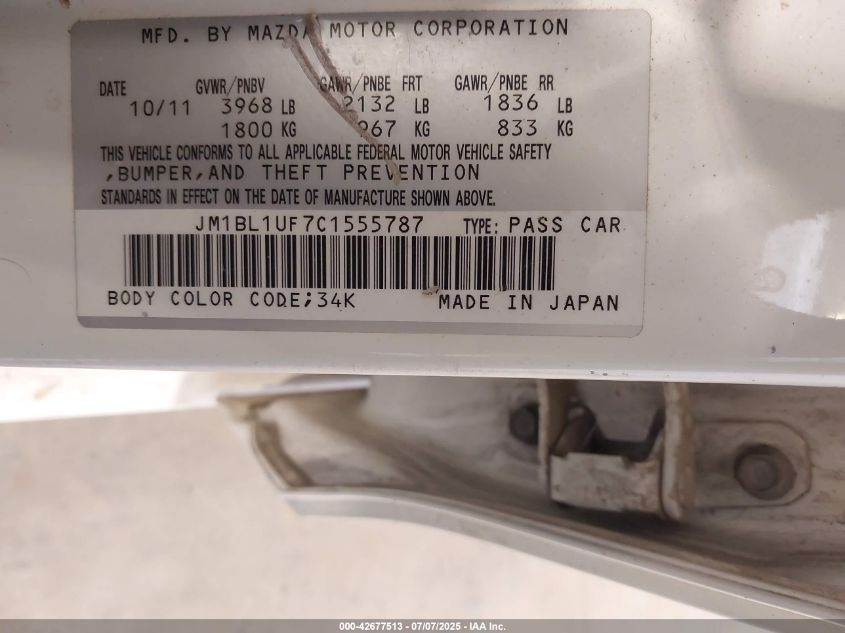 MFD. BY MAZDA MOTOR CORPORATION
DATE GVWR/PNBV GAWR/PNBE FRT GAWR/PNBE RR
10/11 3968 LB 2132 LB 1836 LB
1800 KG 967 KG 833 KG
THIS VEHICLE CONFORMS TO ALL APPLICABLE FEDERAL MOTOR VEHICLE SAFETY
,BUMPER,AND THEFT PREVENTION
STANDARDS IN EFFECT ON THE DATE OF MANUFACTURE SHOWN ABOVE.
JM1BL1UF7C1555787 TYPE: PASS CAR
BODY COLOR CODE;34K MADE IN JAPAN
000-42677513 - 07/07/2025 - IAA Inc.